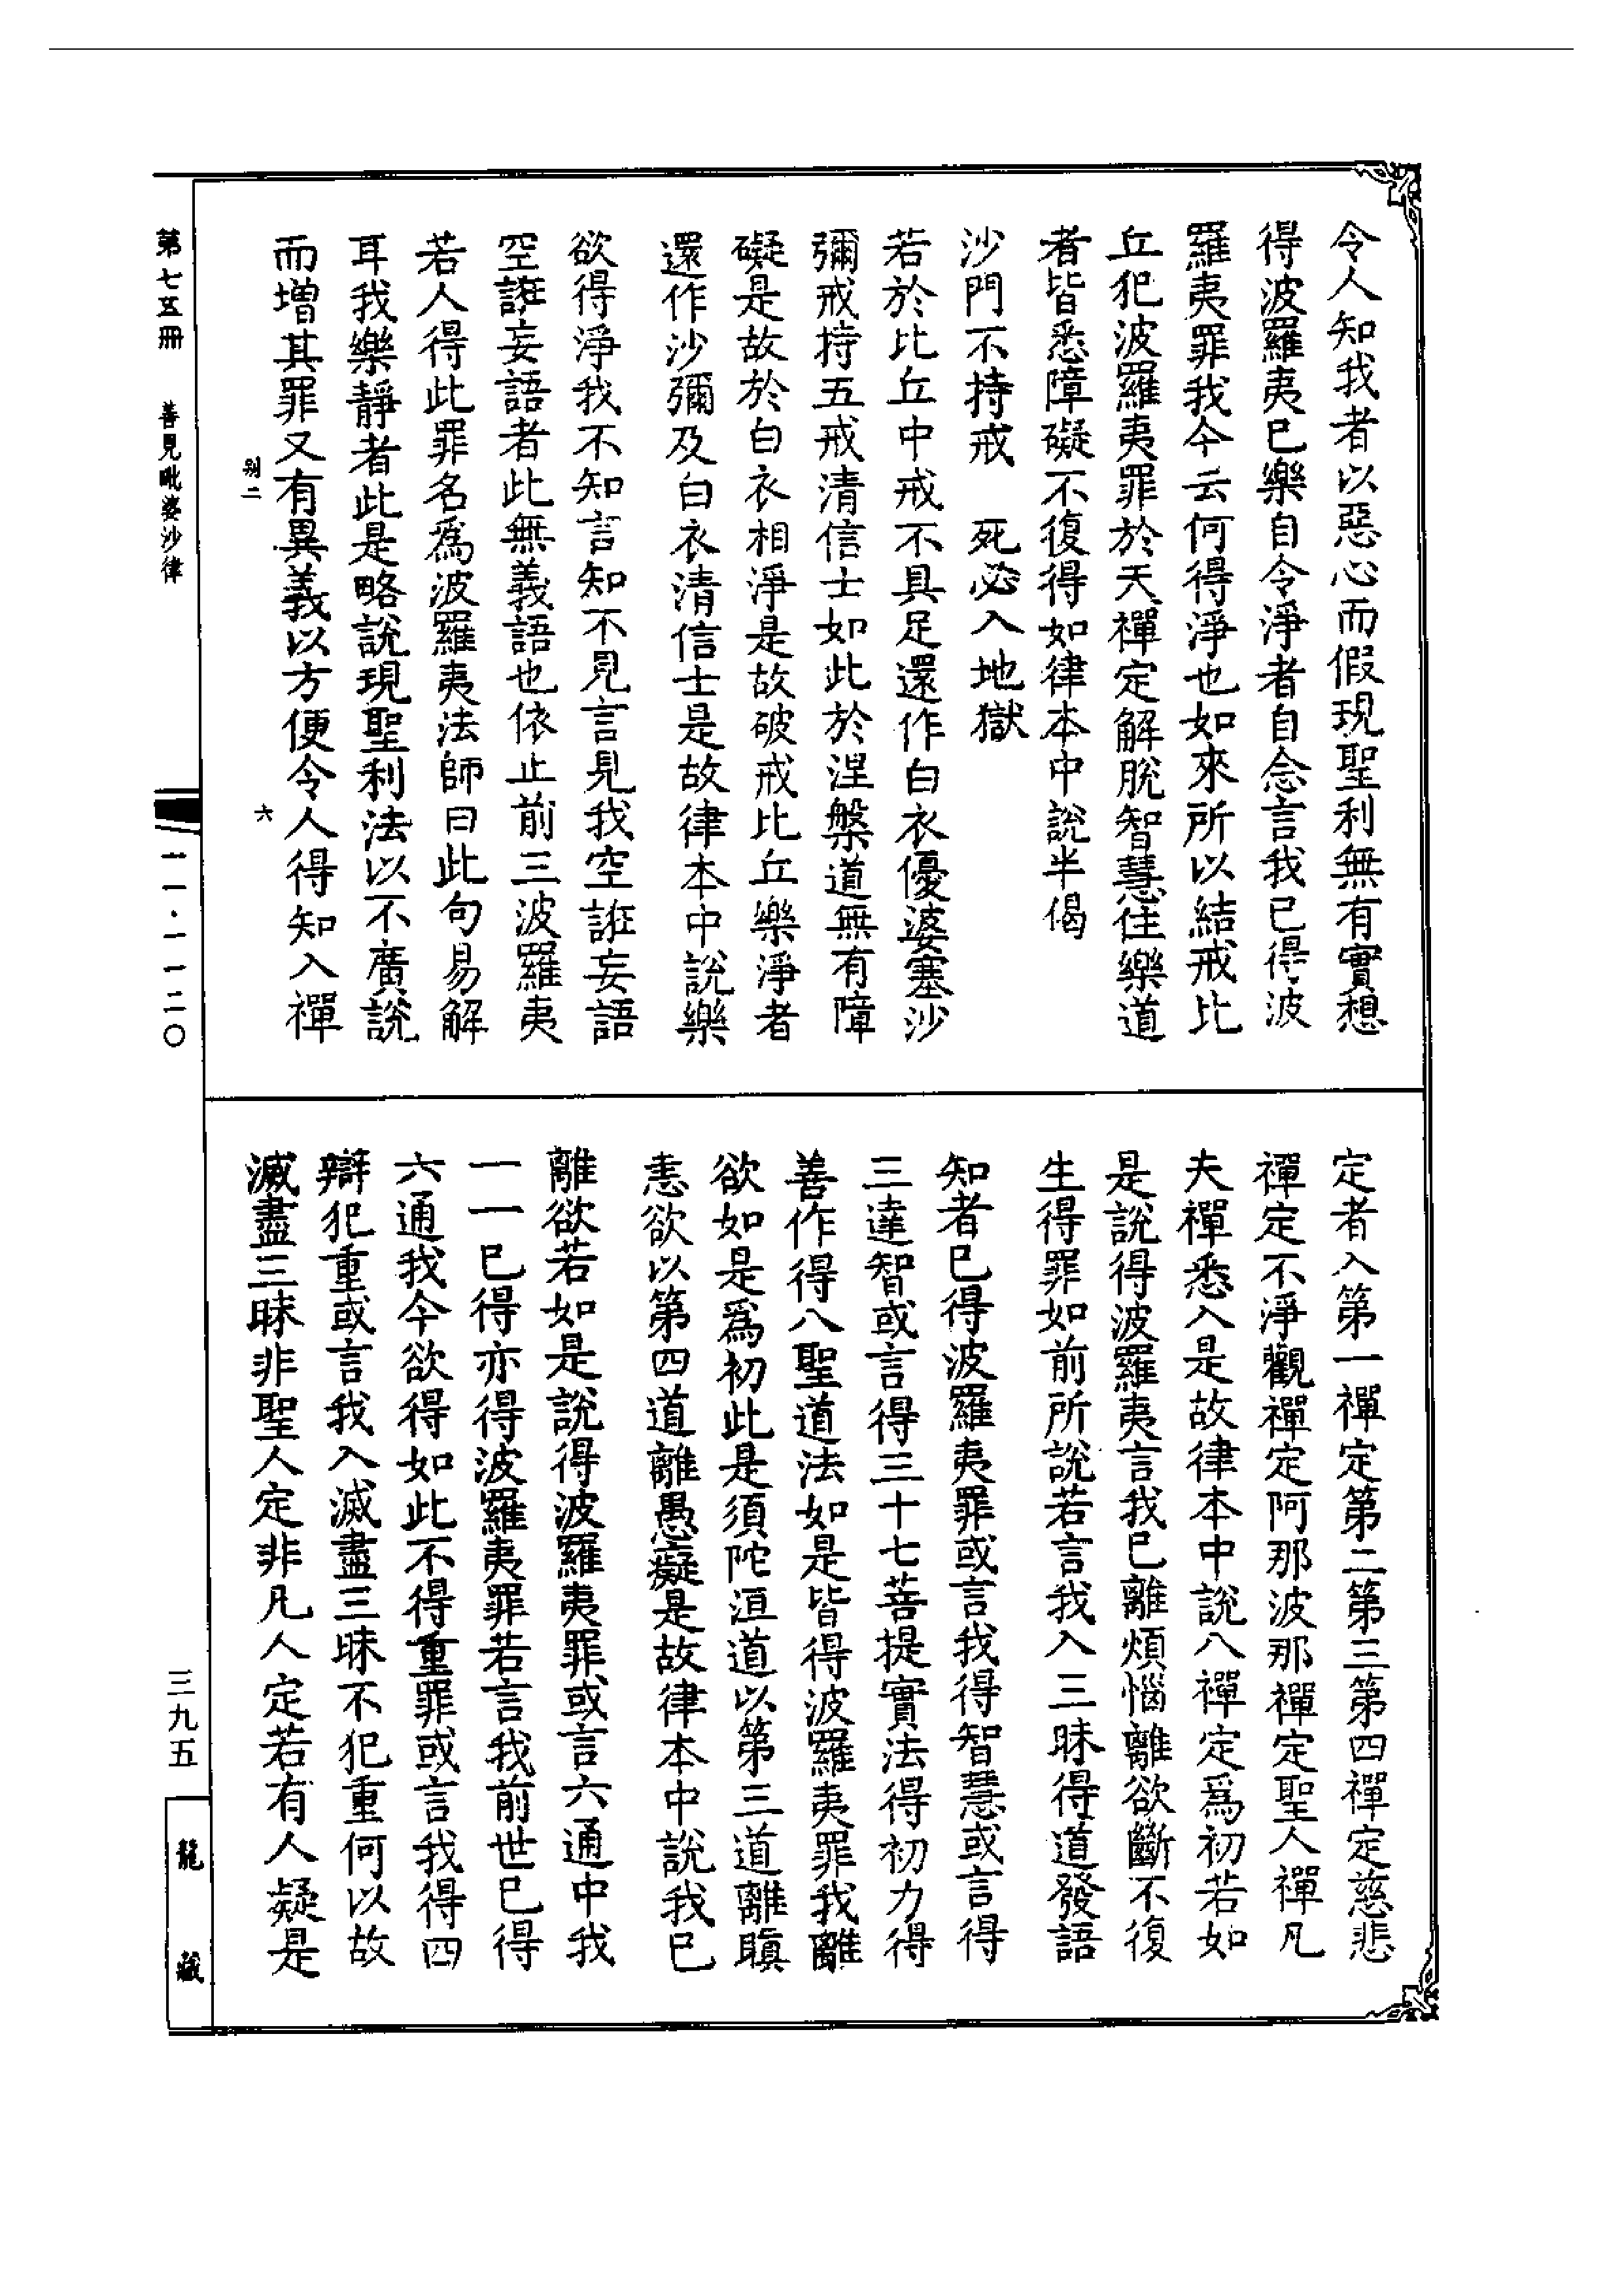 令人知我者以惡心而假現聖利無有實想
得波羅夷已樂自令淨者自念言我已得波
羅夷罪我今云何得淨也如來所以結戒比
丘犯波羅夷罪於天禪定解脫智慧住樂道
者皆悉障礙不復得如律本中說半偈
沙門不持戒　死必入地獄
若於比丘中戒不具足還作白衣優婆塞沙
彌戒持五戒清信士如此於涅槃道無有障
礙是故於白衣相淨是故破戒比丘樂淨者
還作沙彌及白衣清信士是故律本中說樂
欲得淨我不知言知不見言見我空誑妄語
空誑妄語者此無義語也依止前三波羅夷
若人得此罪名爲波羅夷法師曰此句易解
耳我樂靜者此是略說現聖利法以不廣說
而增其罪又有異義以方便令人得知入禪
別二　六
定者入第一禪定第二第三第四禪定慈悲
禪定不淨觀禪定阿那波那禪定聖人禪凡
夫禪悉入是故律本中說八禪定爲初若如
是說得波羅夷言我已離煩惱離欲斷不復
生得罪如前所說若言我入三昧得道發語
知者已得波羅夷罪或言我得智慧或言得
三達智或言得三十七菩提實法得初力得
善作得八聖道法如是皆得波羅夷罪我離
欲如是爲初此是須陀洹道以第三道離瞋
恚欲以第四道離愚癡是故律本中說我已
離欲若如是說得波羅夷罪或言六通中我
一一已得亦得波羅夷罪若言我前世已得
六通我今欲得如此不得重罪或言我得四
辯犯重或言我入滅盡三昧不犯重何以故
滅盡三昧非聖人定非凡人定若有人疑是
第七五冊　善見毗婆沙律
一一·一一二〇
三九五
龍藏